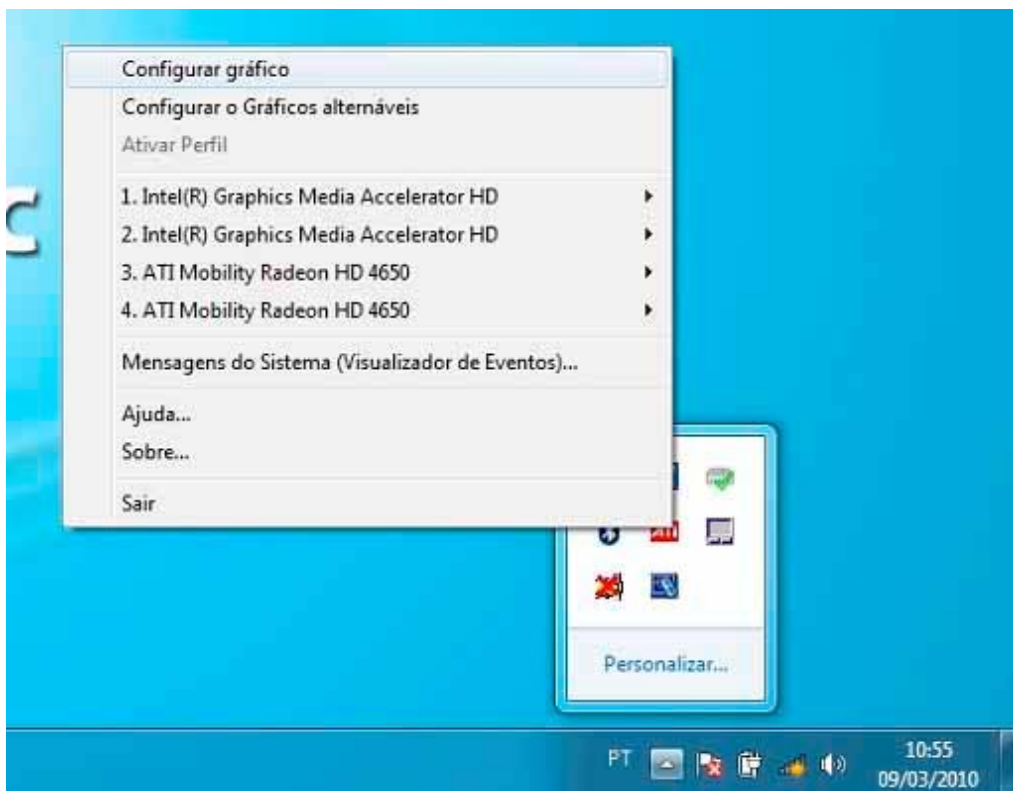 Configurar gráfico
Configurar o Gráficos alternáveis
Ativar Perfil
1. Intel(R) Graphics Media Accelerator HD
2. Intel(R) Graphics Media Accelerator HD
3. ATI Mobility Radeon HD 4650
4. ATI Mobility Radeon HD 4650
Mensagens do Sistema (Visualizador de Eventos)...
Ajuda...
Sobre...
Sair
ATI
Personalizar...
PT
10:55
09/03/2010